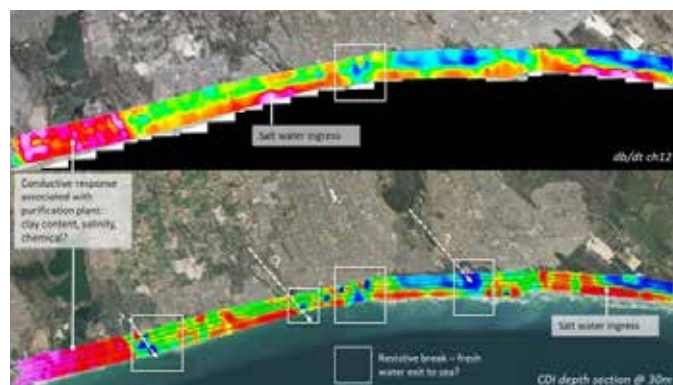 Salt water ingress
db/dt ch12
Conductive response
associated with
purification plant:
clay content, salinity,
chemical?
?
Salt water ingress
Resistive break – fresh
water exit to sea?
CDI depth section @ 30m